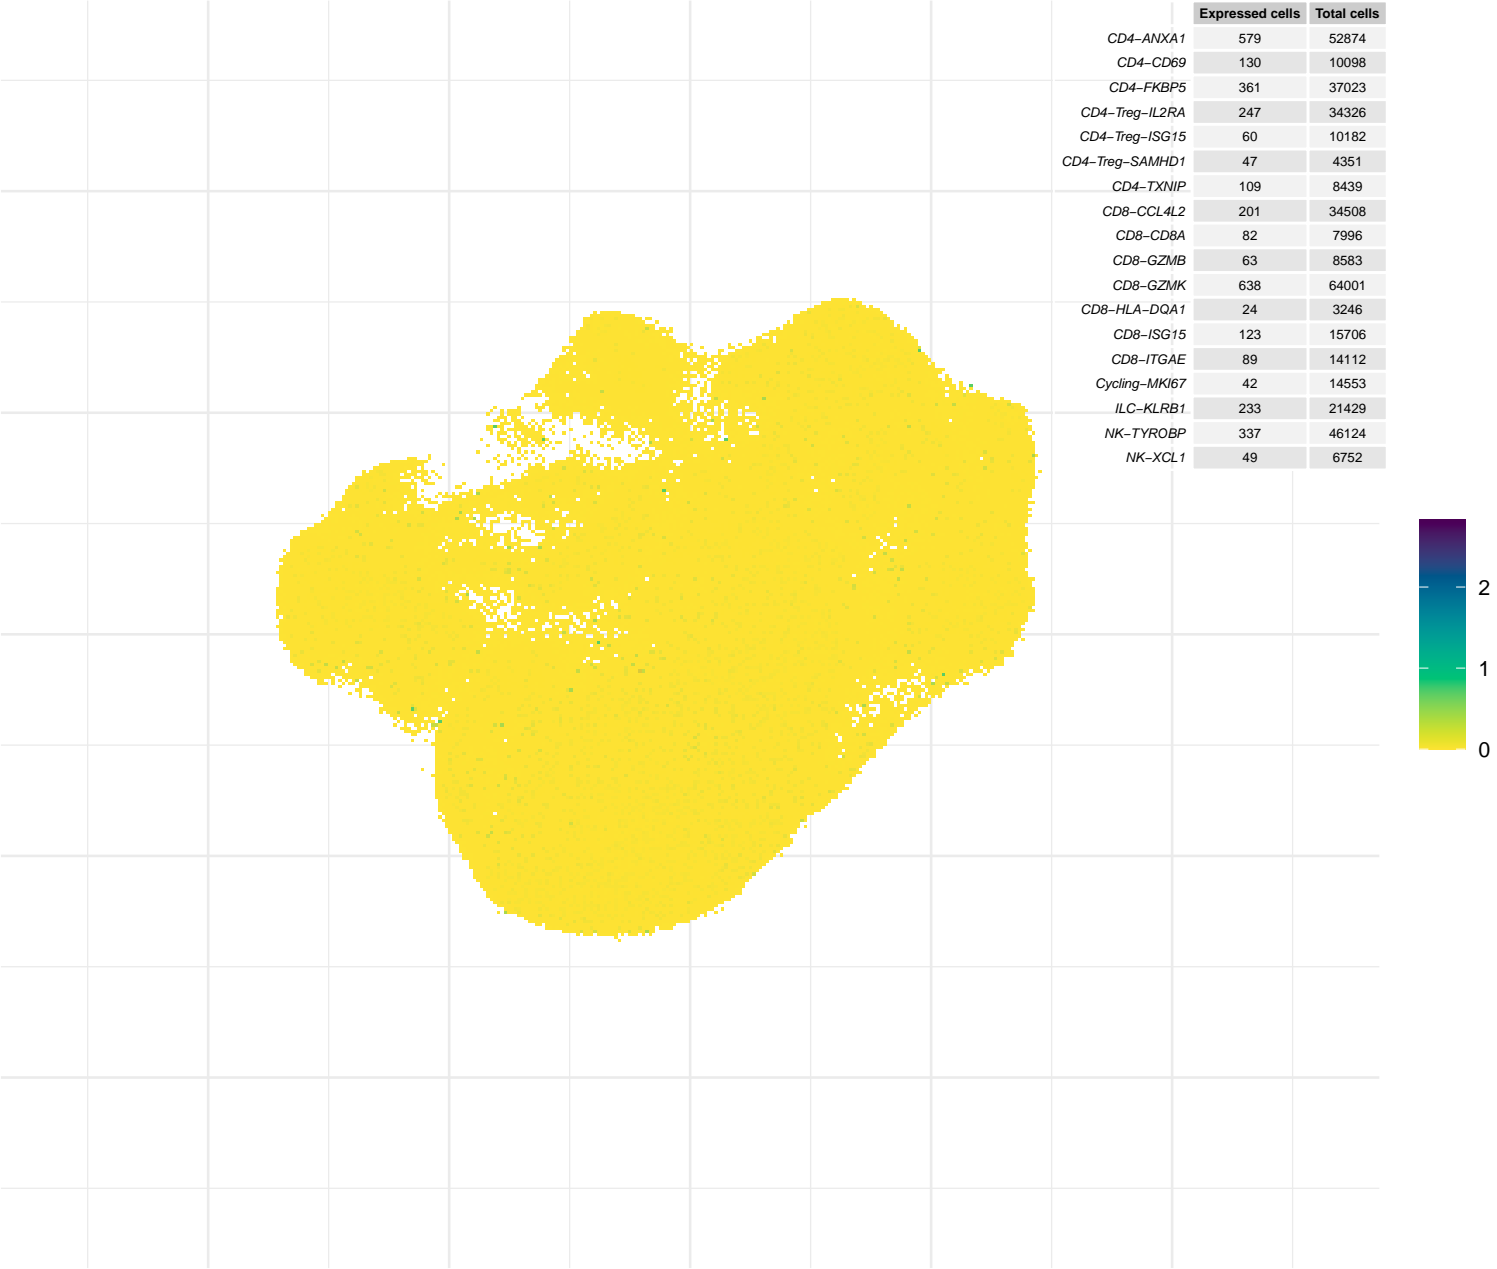 Expressed cells Total cells
CD4−ANXA1 579 52874
CD4−CD69 130 10098
CD4−FKBP5 361 37023
CD4−Treg−IL2RA 247 34326
CD4−Treg−ISG15 60 10182
CD4−Treg−SAMHD1 47 4351
CD4−TXNIP 109 8439
CD8−CCL4L2 201 34508
CD8−CD8A 82 7996
CD8−GZMB 63 8583
CD8−GZMK 638 64001
CD8−HLA−DQA1 24 3246
CD8−ISG15 123 15706
CD8−ITGAE 89 14112
Cycling−MKI67 42 14553
ILC−KLRB1 233 21429
NK−TYROBP 337 46124
NK−XCL1 49 6752
2
1
0